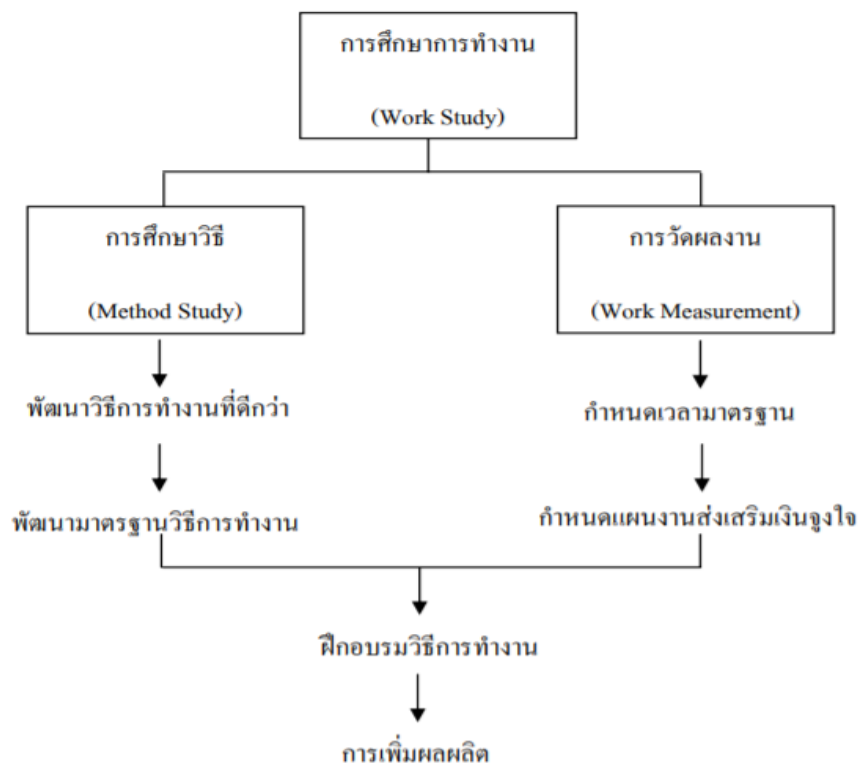 การศึกษาการทำงาน
(Work Study)
การศึกษาวิธี
(Method Study)
การวัดผลงาน
(Work Measurement)
พัฒนาวิธีการทำงานที่ดีกว่า
กำหนดเวลามาตรฐาน
พัฒนามาตรฐานวิธีการทำงาน
กำหนดแผนงานส่งเสริมเงินจูงใจ
ฝึกอบรมวิธีการทำงาน
การเพิ่มผลผลิต